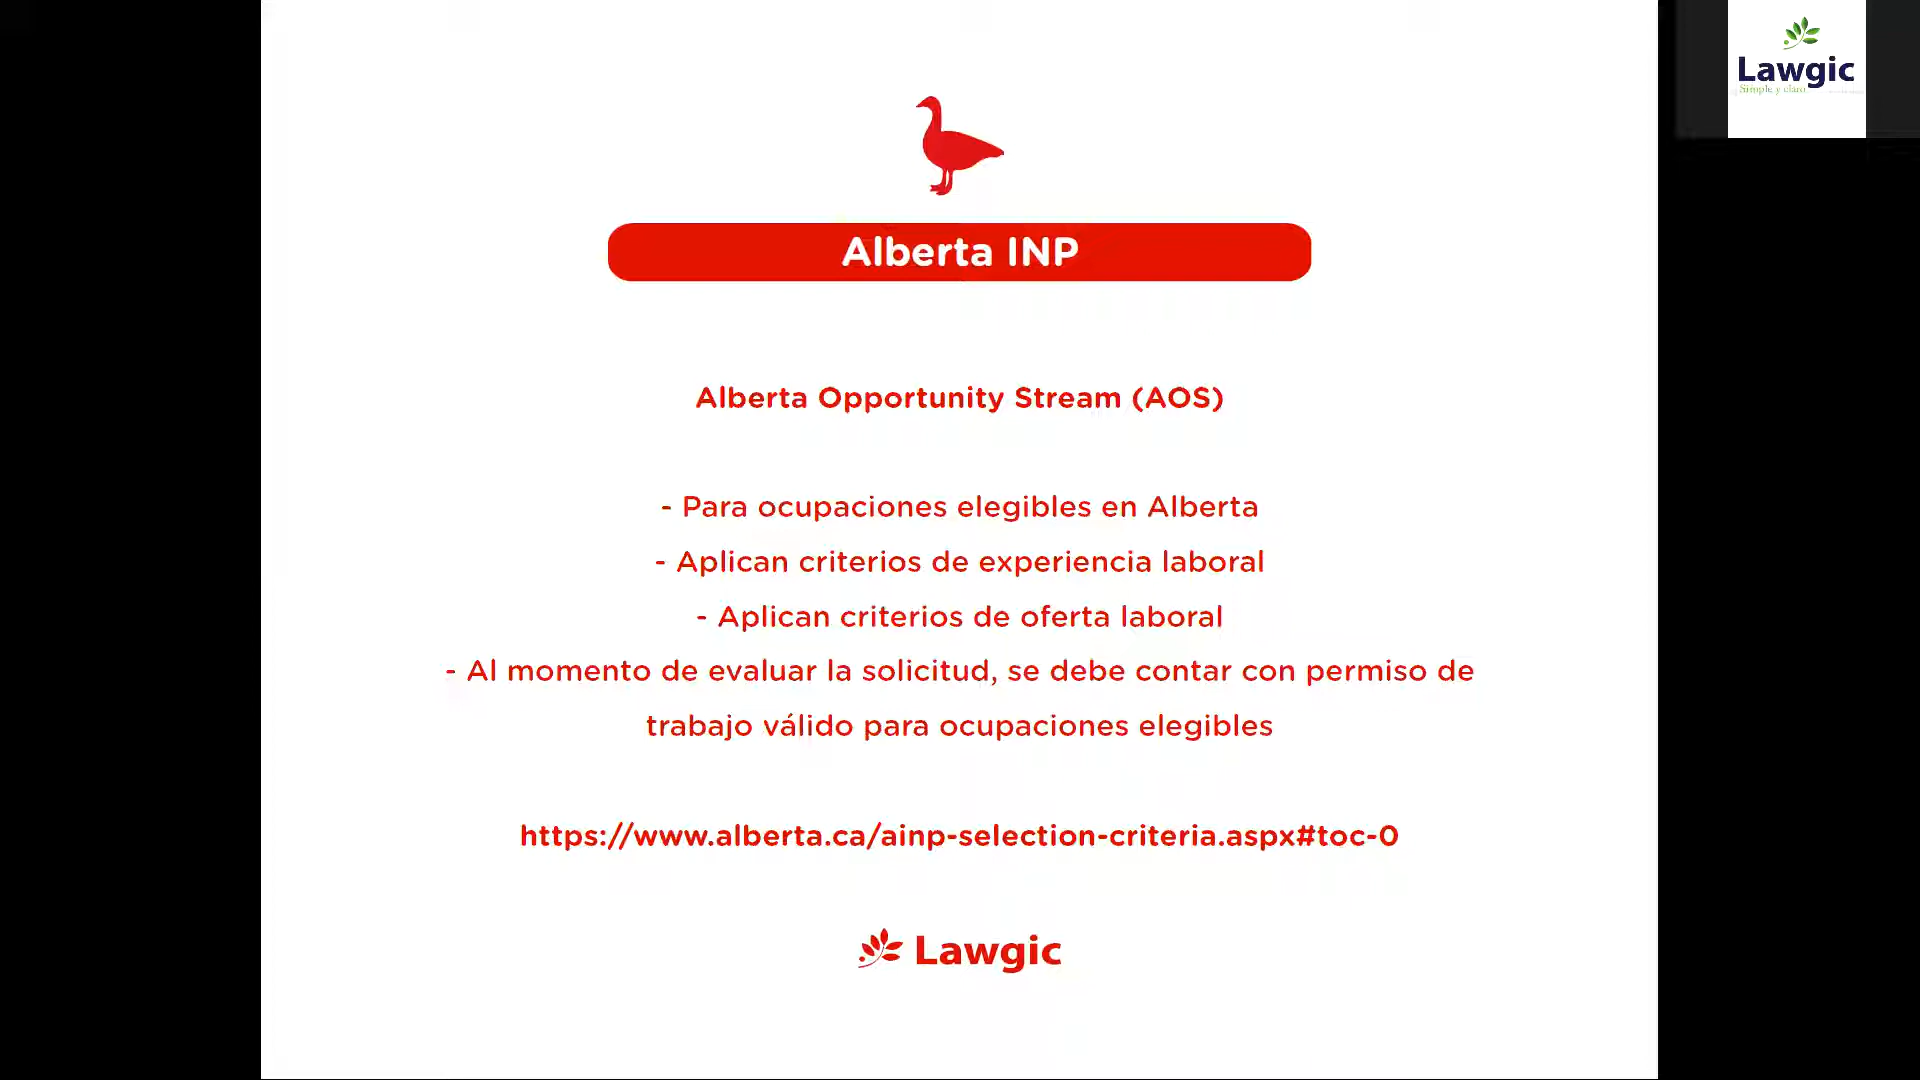 Lawgic
Simple y claro
Alberta INP
Alberta Opportunity Stream (AOS)
- Para ocupaciones elegibles en Alberta
- Aplican criterios de experiencia laboral
- Aplican criterios de oferta laboral
- Al momento de evaluar la solicitud, se debe contar con permiso de
trabajo válido para ocupaciones elegibles
https://www.alberta.ca/ainp-selection-criteria.aspx#toc-0
Lawgic